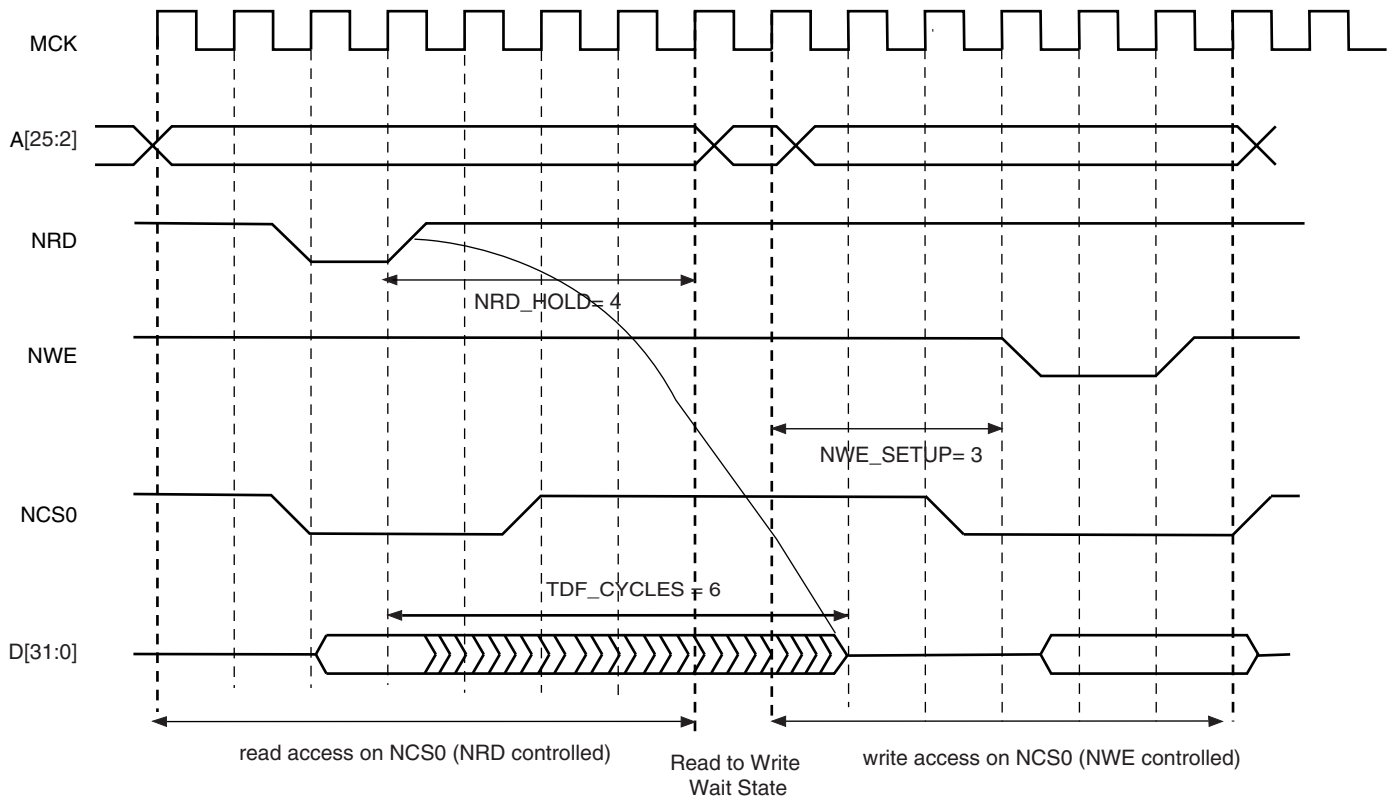 MCK
A[25:2]
NRD
NRD_HOLD= 4
NWE
NWE_SETUP= 3
NCS0
TDF_CYCLES = 6
D[31:0]
read access on NCS0 (NRD controlled)
Read to Write
Wait State
write access on NCS0 (NWE controlled)